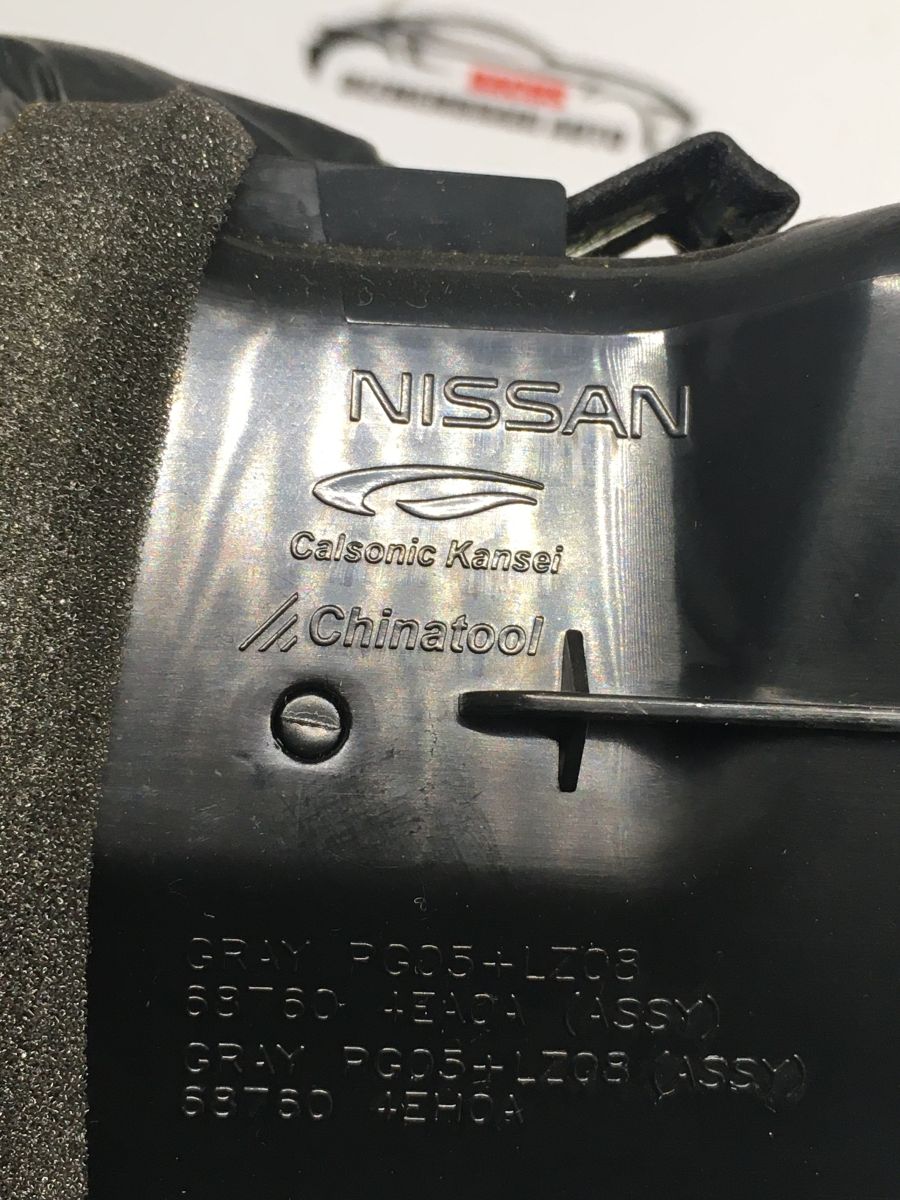 NISSAN
Calsonic Kansei
Chinatool
GRAY PG05+LZ08
68760 4EA0A (ASSY)
GRAY PG05+LZ08 (ASSY)
68760 4EH0A